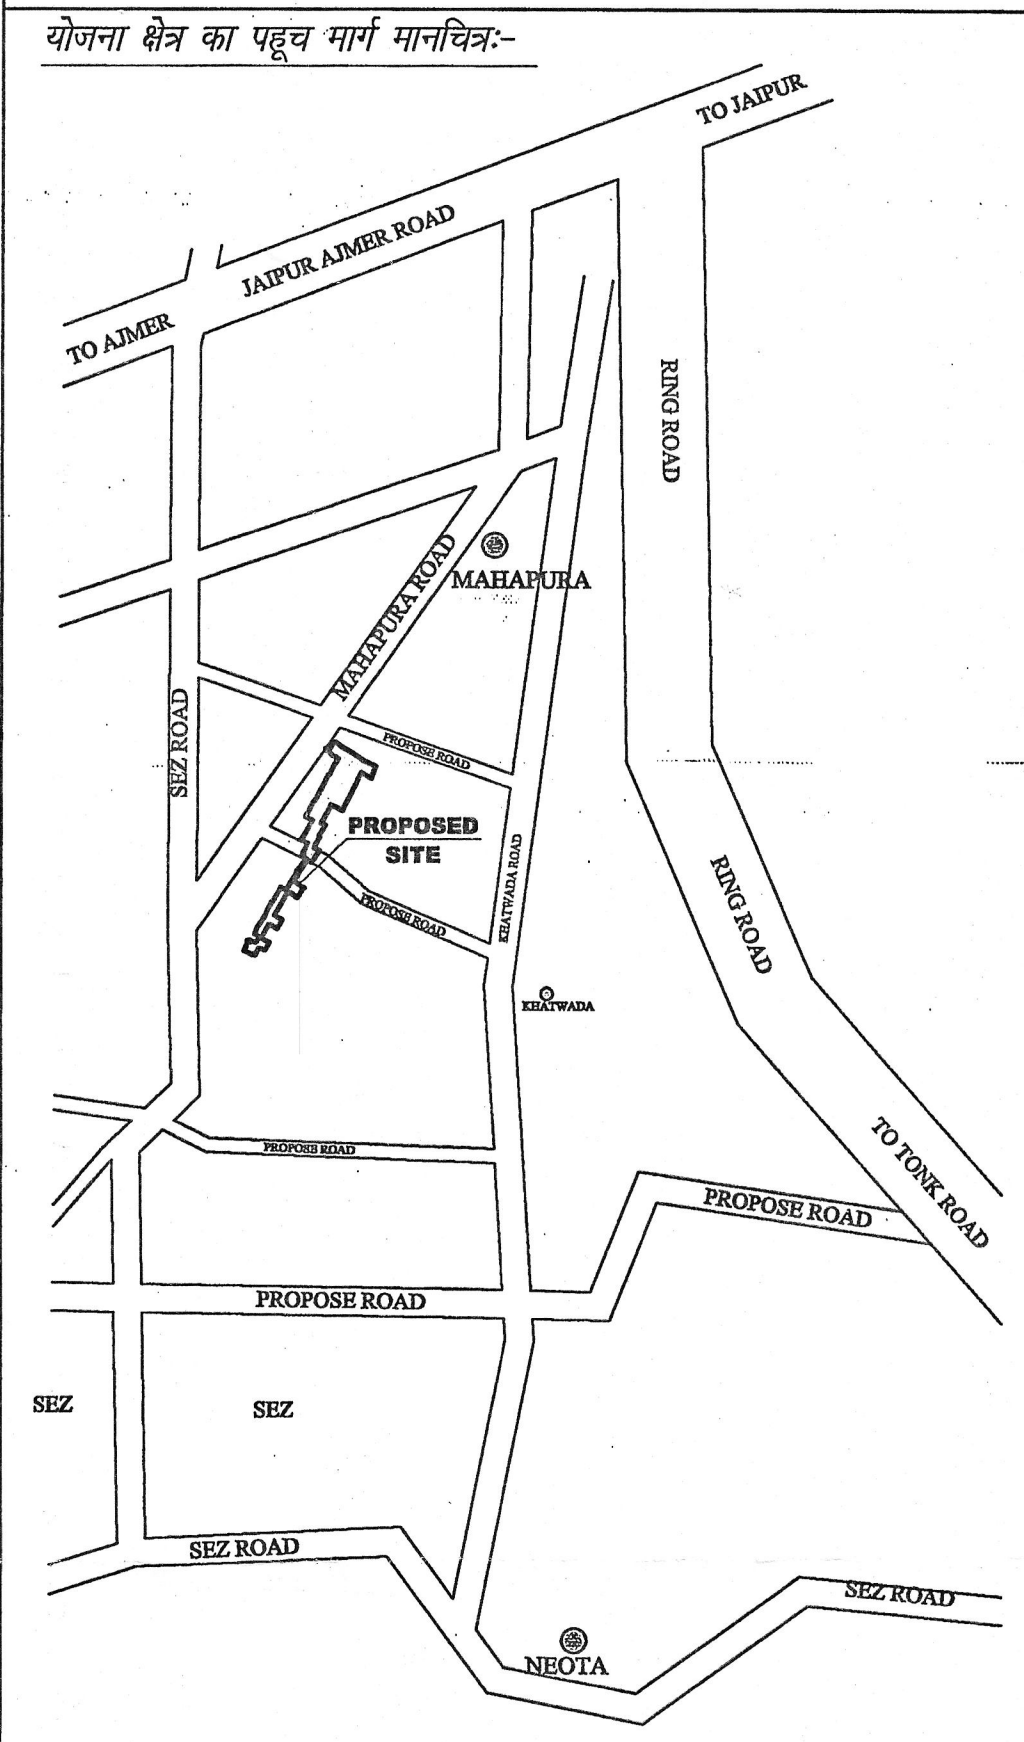 योजना क्षेत्र का पहूच मार्ग मानचित्रः-
TO JAIPUR
JAIPUR AJMER ROAD
TO AJMER
RING ROAD
MAHAPURA ROAD
MAHAPURA
SEZ ROAD
PROPOSE ROAD
PROPOSED
SITE
KHATWADA ROAD
PROPOSE ROAD
RING ROAD
KHATWADA
PROPOSE ROAD
TO TONK ROAD
PROPOSE ROAD
PROPOSE ROAD
SEZ
SEZ
SEZ ROAD
SEZ ROAD
NEOTA